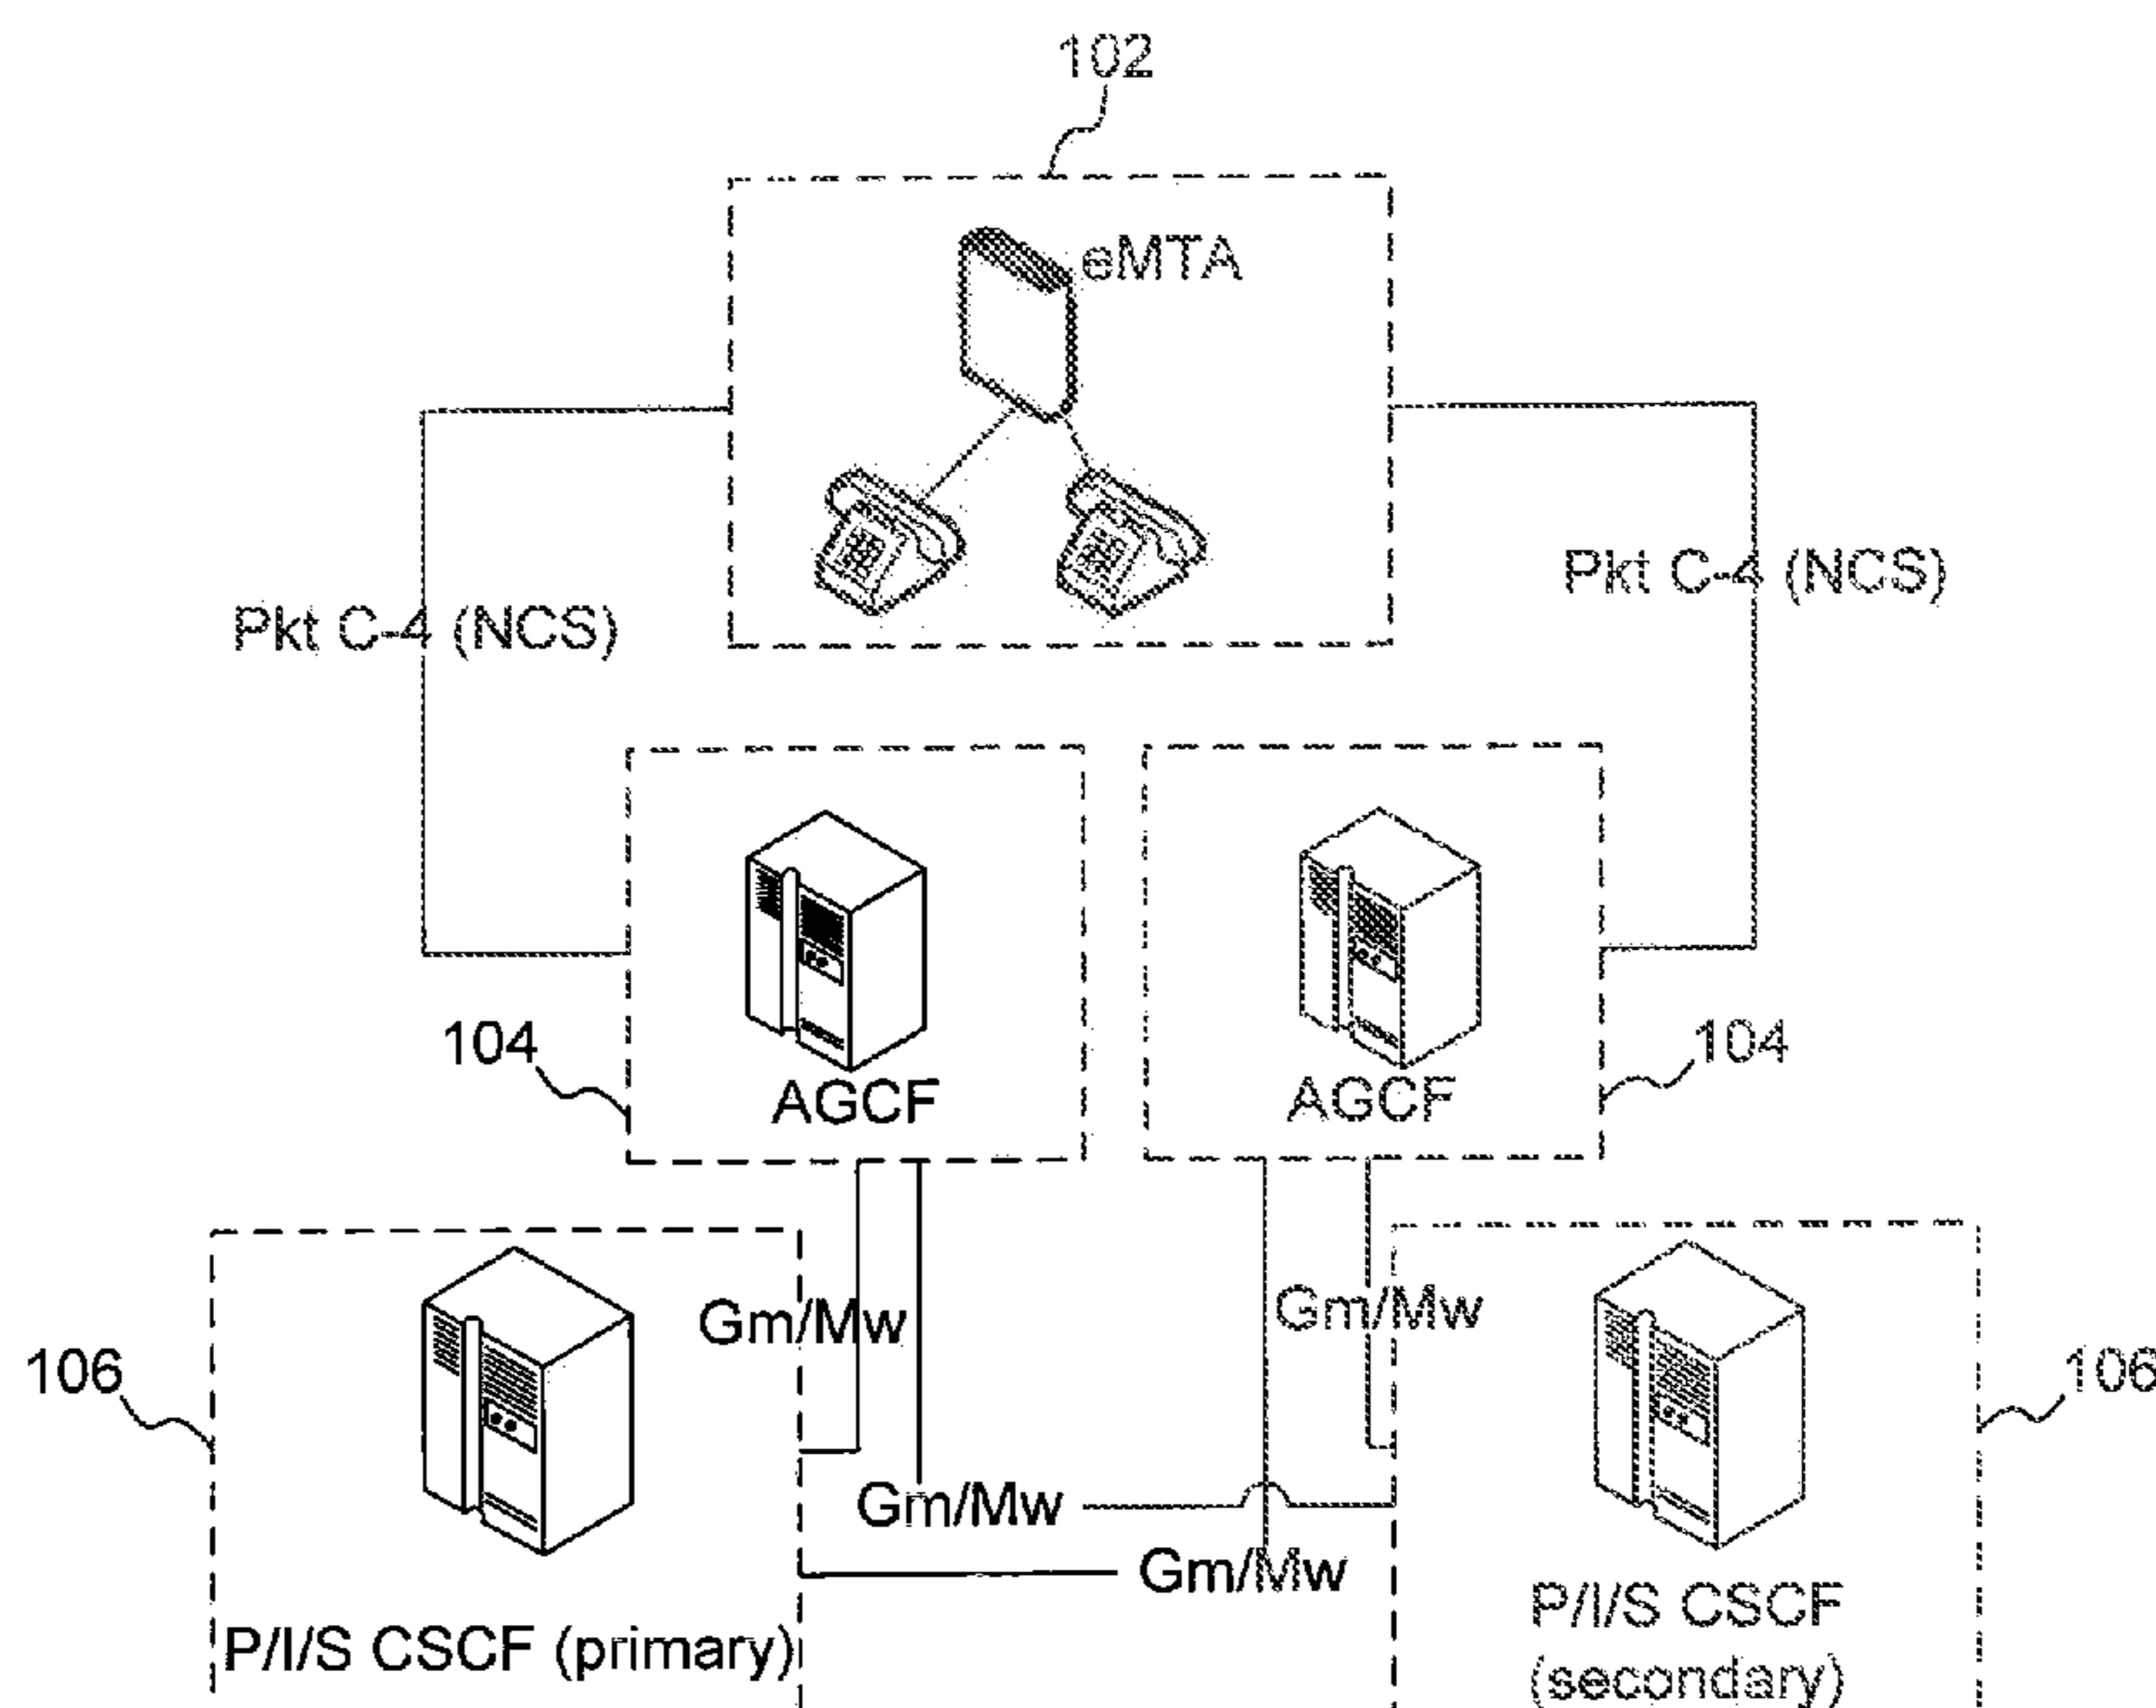 102
eMTA
Pkt C-4 (NCS)
Pkt C-4 (NCS)
104
AGCF
AGCF
104
Gm/Mw
Gm/Mw
106
106
Gm/Mw
Gm/Mw
P/I/S CSCF (primary)
P/I/S CSCF
(secondary)